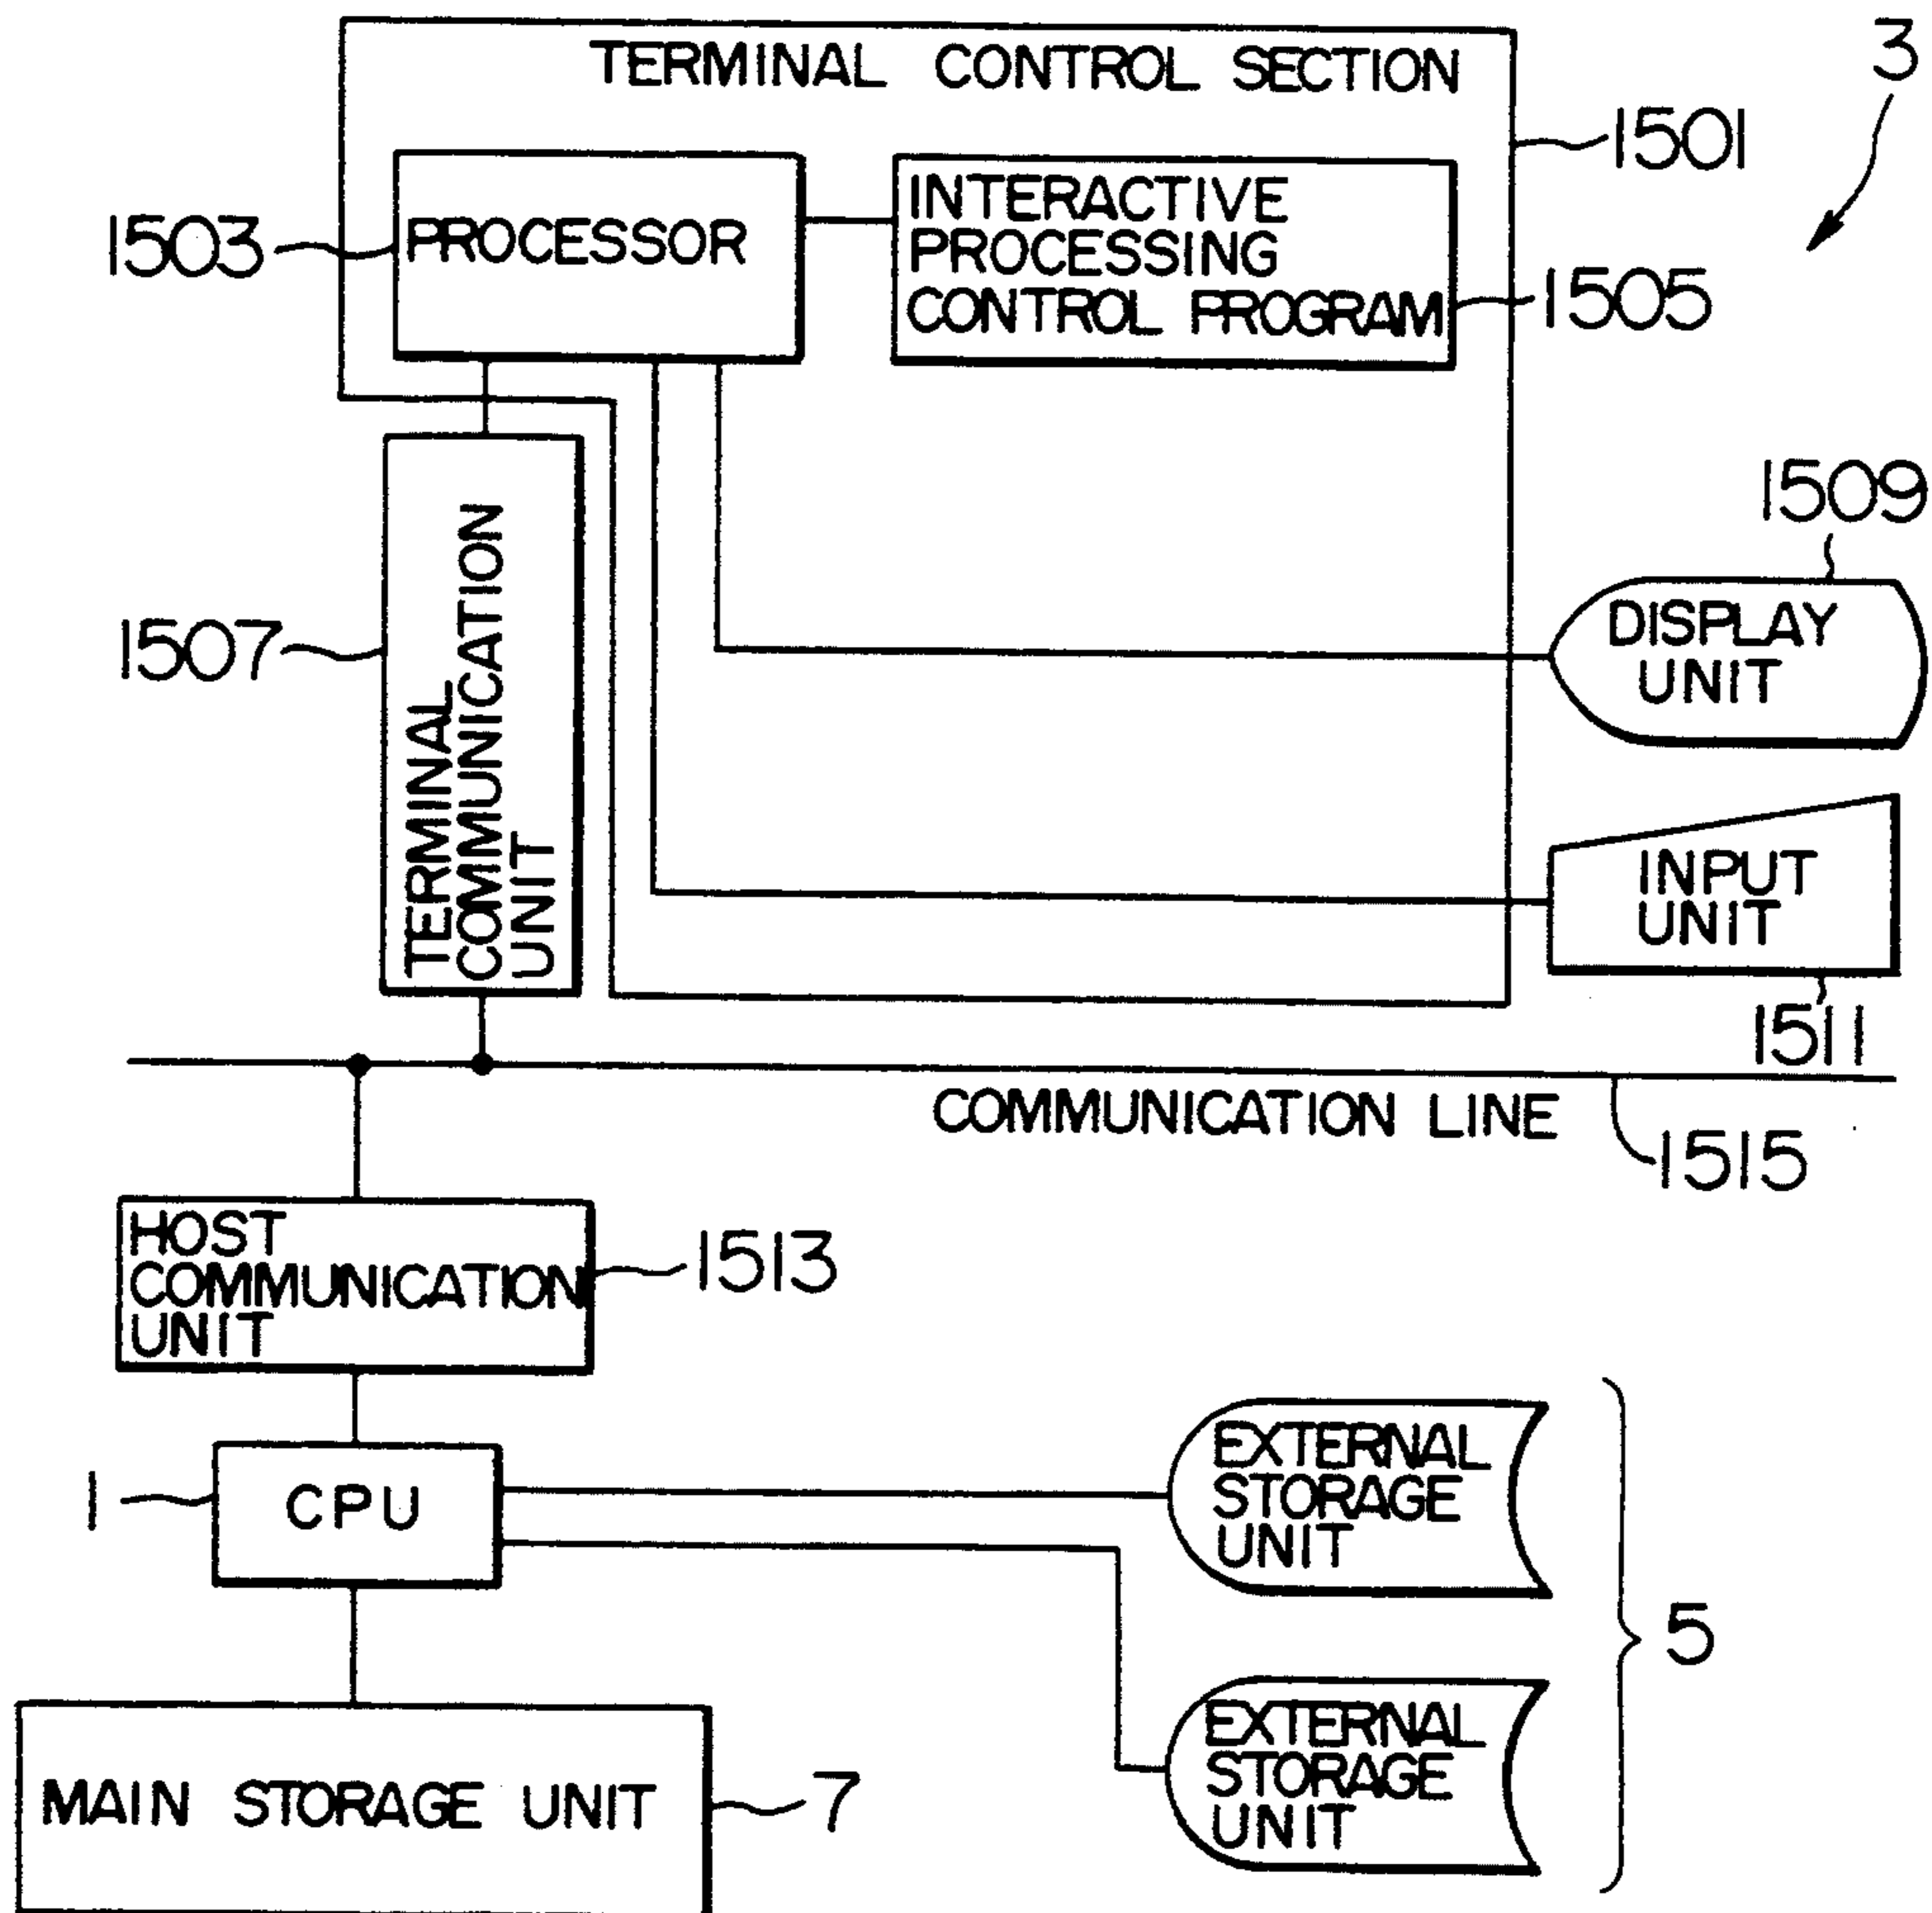 3
TERMINAL CONTROL SECTION
1501
1503
PROCESSOR
INTERACTIVE
PROCESSING
CONTROL PROGRAM
1505
1507
TERMINAL
COMMUNICATION
UNIT
1509
DISPLAY
UNIT
INPUT
UNIT
1511
COMMUNICATION LINE
1515
HOST
COMMUNICATION
UNIT
1513
1
CPU
EXTERNAL
STORAGE
UNIT
5
EXTERNAL
STORAGE
UNIT
MAIN STORAGE UNIT
7